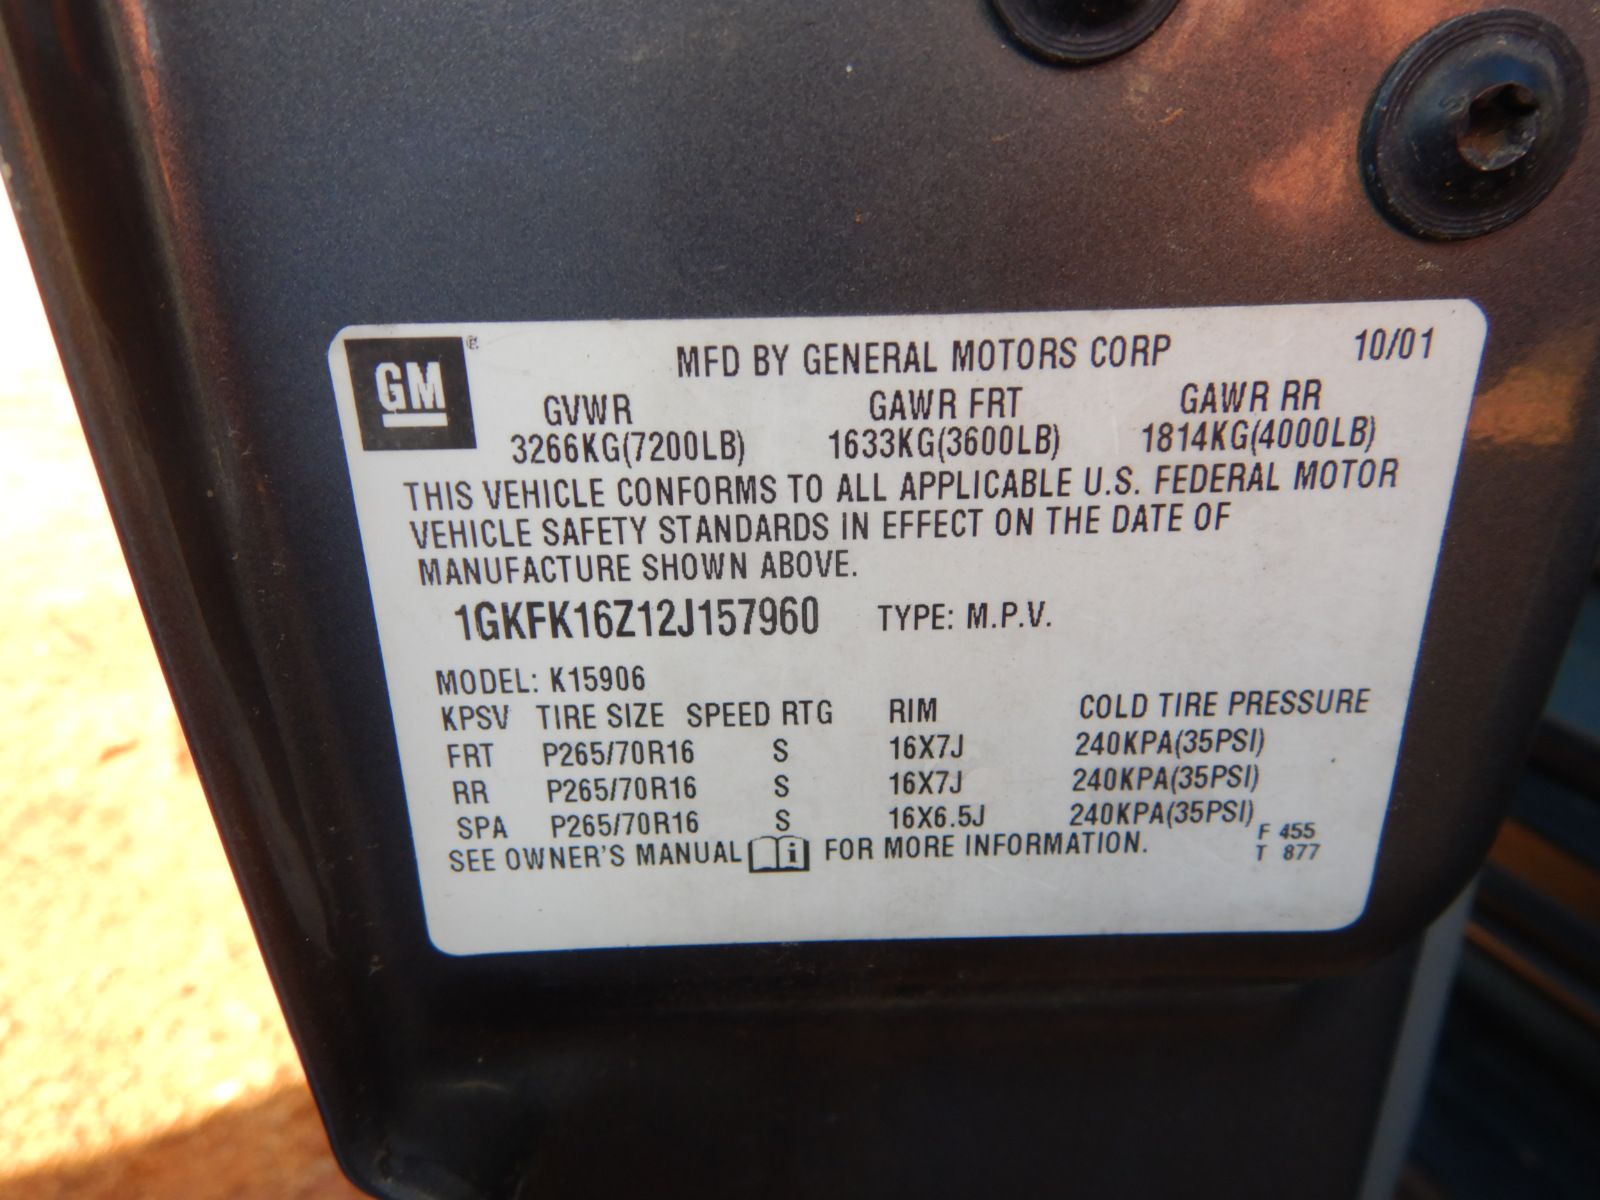 GM
MFD BY GENERAL MOTORS CORP 10/01
GVWR GAWR FRT GAWR RR
3266KG(7200LB) 1633KG(3600LB) 1814KG(4000LB)
THIS VEHICLE CONFORMS TO ALL APPLICABLE U.S. FEDERAL MOTOR
VEHICLE SAFETY STANDARDS IN EFFECT ON THE DATE OF
MANUFACTURE SHOWN ABOVE.
1GKFK16Z12J157960 TYPE: M.P.V.
MODEL: K15906
KPSV TIRE SIZE SPEED RTG RIM COLD TIRE PRESSURE
FRT P265/70R16 S 16X7J 240KPA(35PSI)
RR P265/70R16 S 16X7J 240KPA(35PSI)
SPA P265/70R16 S 16X6.5J 240KPA(35PSI)
SEE OWNER'S MANUAL i FOR MORE INFORMATION.
F 455
T 877